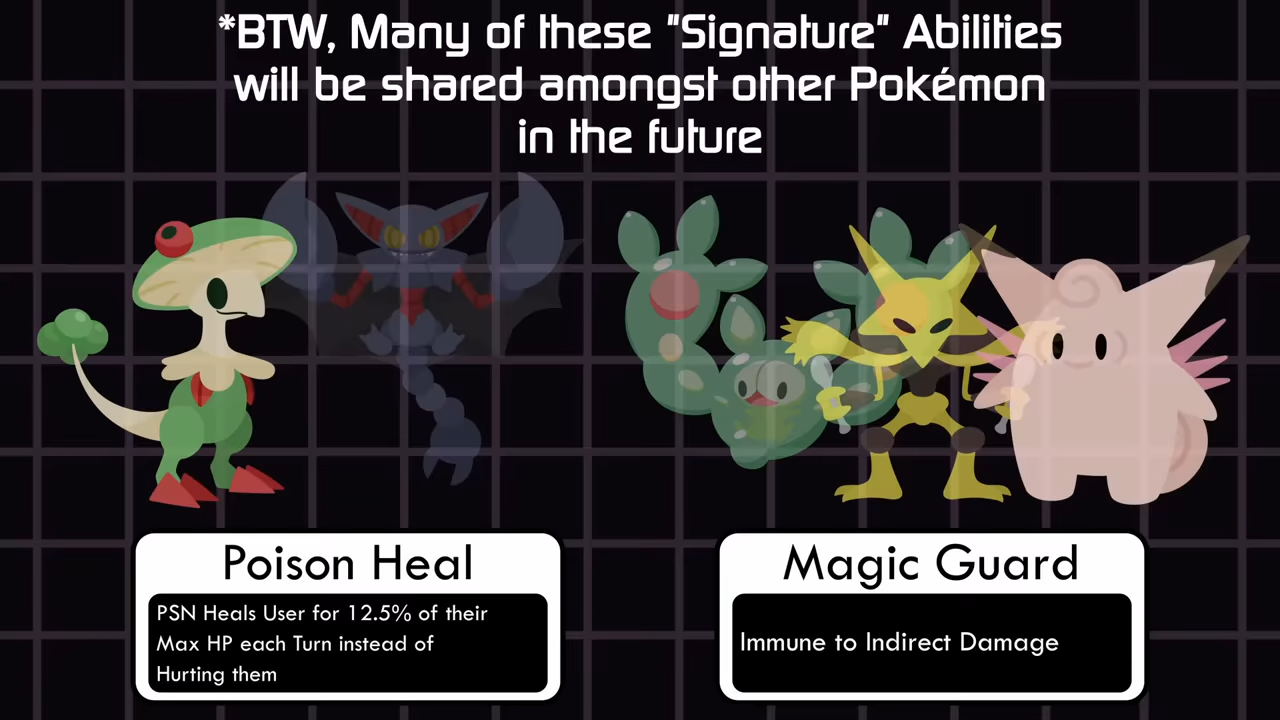 *BTW, Many of these "Signature" Abilities
will be shared amongst other Pokémon
in the future
Poison Heal
PSN Heals User for 12.5% of their
Max HP each Turn instead of
Hurting them
Magic Guard
Immune to Indirect Damage